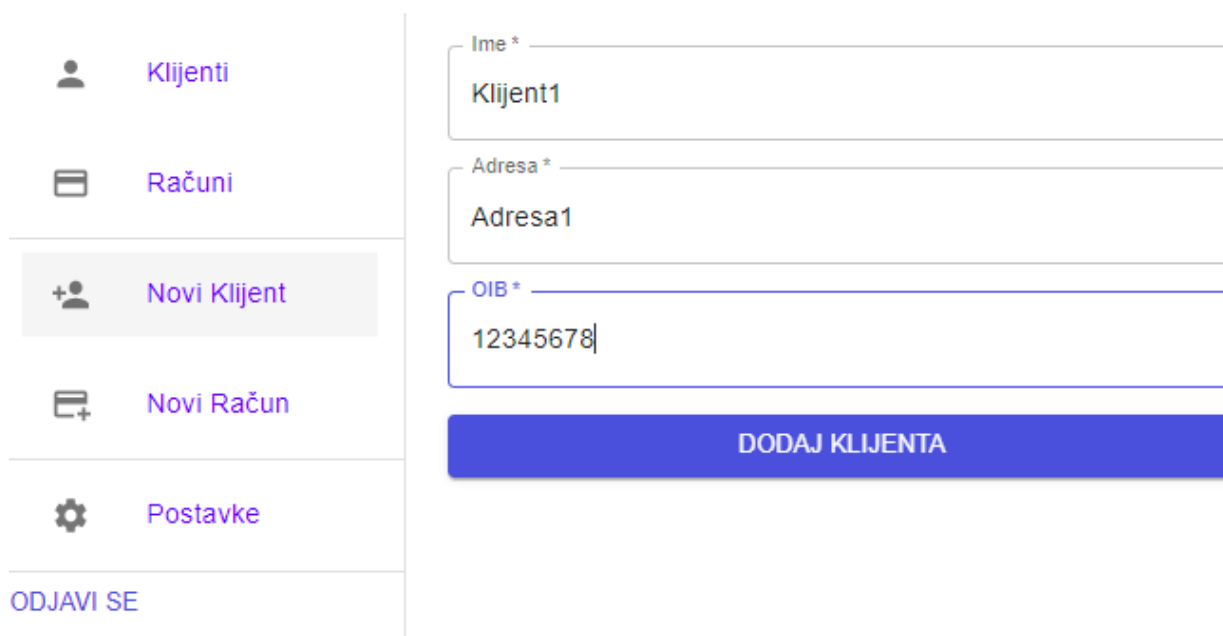 Klijenti
Računi
Novi Klijent
Novi Račun
Postavke
ODJAVI SE
Ime *
Klijent1
Adresa *
Adresa1
OIB *
12345678
DODAJ KLIJENTA